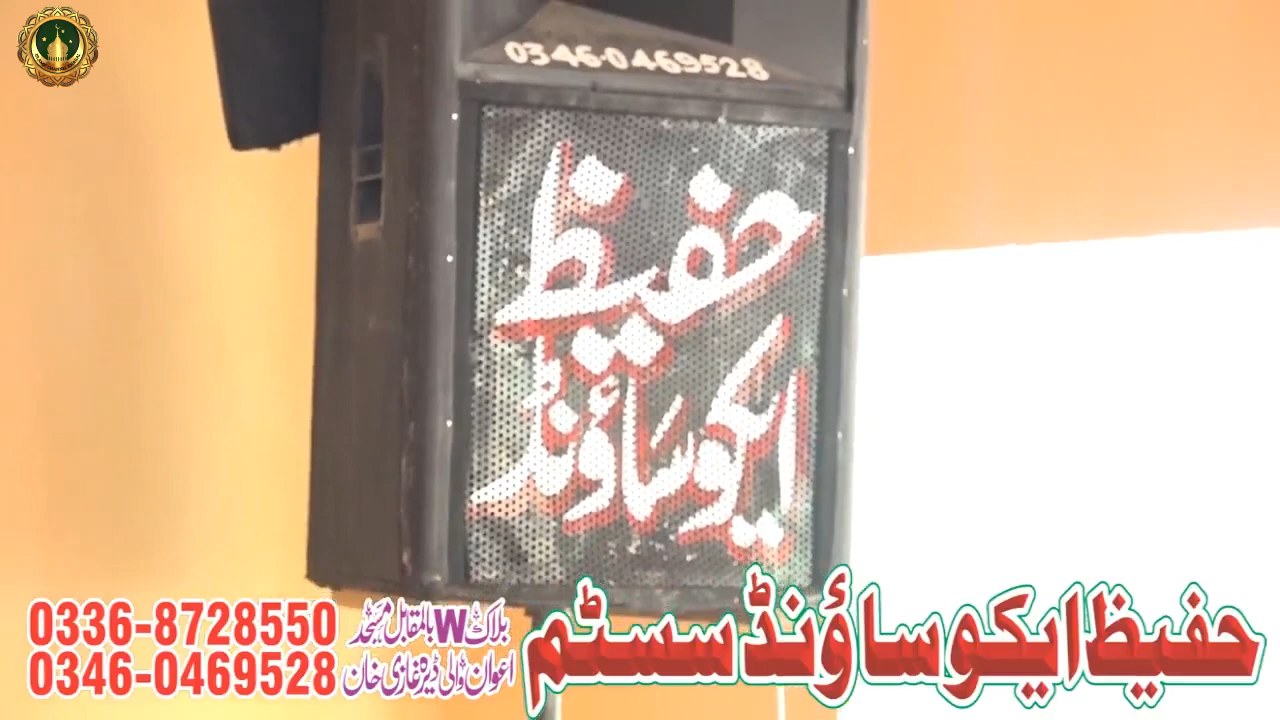 0346-0469528
حفیظ
ایکو ساؤنڈ
حفیظ ایکو ساؤنڈ سسٹم
بلاک W بالمقابل مسجد
اعوان والی ڈیرہ غازی خان
0336-8728550
0346-0469528